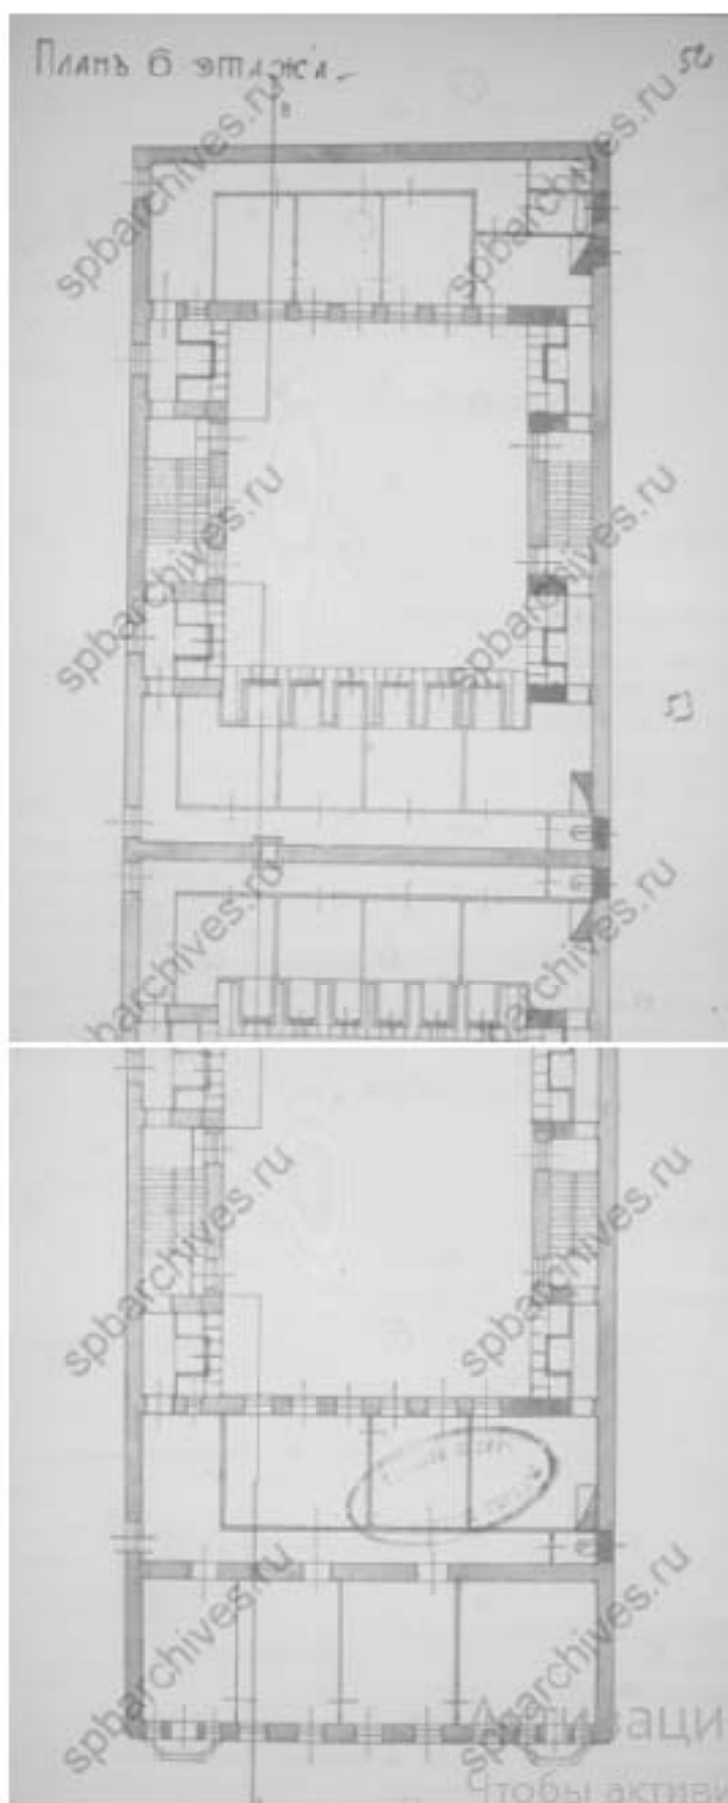 Планъ 6 этажа.
52
в
spbarchives.ru
spbarchives.ru
spbarchives.ru
spbarchives.ru
spbarchives.ru
spbarchives.ru
spbarchives.ru
spbarchives.ru
spbarchives.ru
spbarchives.ru
spbarchives.ru
spbarchives.ru
Активаци
Чтобы активи